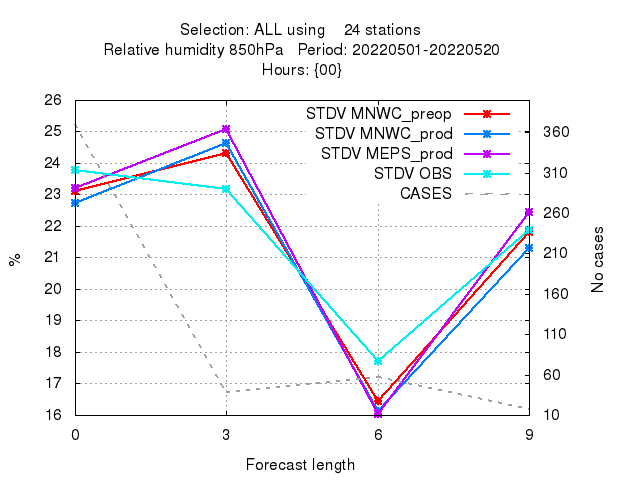 Selection: ALL using    24 stations
Relative humidity 850hPa   Period: 20220501-20220520
Hours: {00}
STDV MNWC_preop
STDV MNWC_prod
STDV MEPS_prod
STDV OBS
CASES
26
25
24
23
22
21
20
19
18
17
16
%
360
310
260
210
160
110
60
10
No cases
0 3 6 9
Forecast length